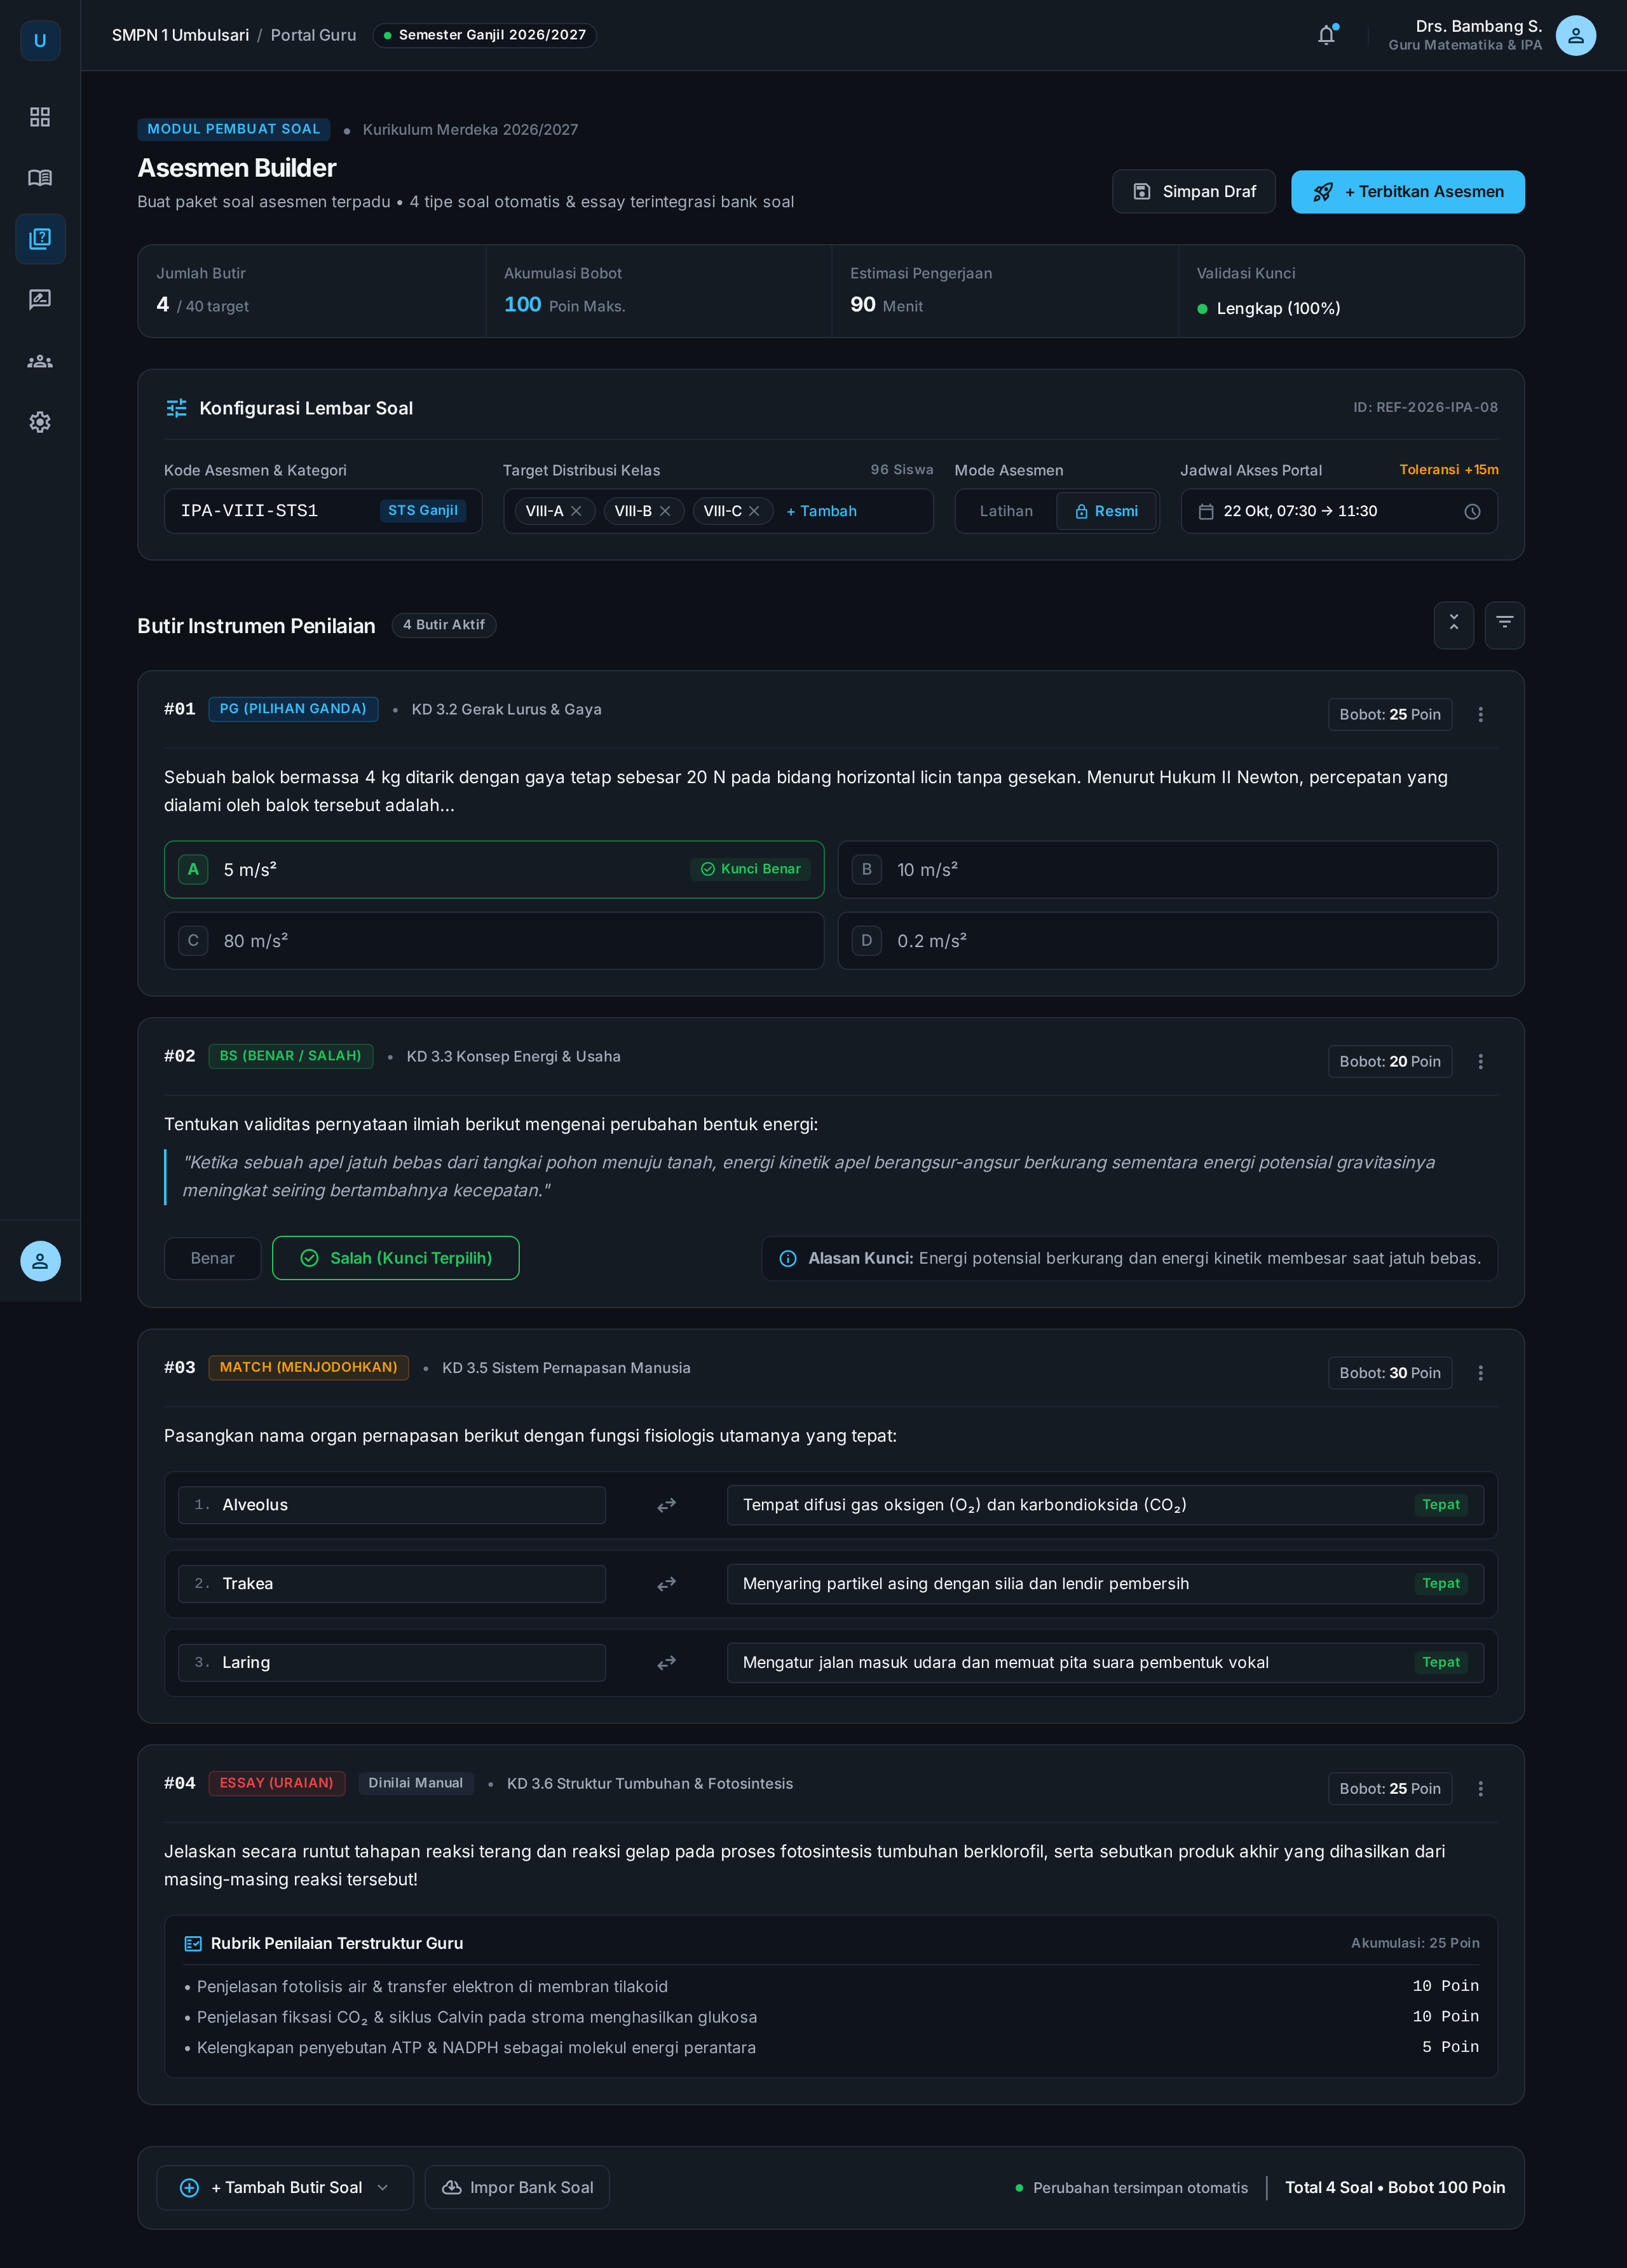 U
SMPN 1 Umbulsari / Portal Guru
Semester Ganjil 2026/2027
Drs. Bambang S.
Guru Matematika & IPA
MODUL PEMBUAT SOAL • Kurikulum Merdeka 2026/2027
Asesmen Builder
Buat paket soal asesmen terpadu • 4 tipe soal otomatis & essay terintegrasi bank soal
Simpan Draf
+ Terbitkan Asesmen
Jumlah Butir
4 / 40 target
Akumulasi Bobot
100 Poin Maks.
Estimasi Pengerjaan
90 Menit
Validasi Kunci
Lengkap (100%)
Konfigurasi Lembar Soal
ID: REF-2026-IPA-08
Kode Asesmen & Kategori
IPA-VIII-STS1
STS Ganjil
Target Distribusi Kelas
96 Siswa
VIII-A
VIII-B
VIII-C
+ Tambah
Mode Asesmen
Latihan
Resmi
Jadwal Akses Portal
Toleransi +15m
22 Okt, 07:30 → 11:30
Butir Instrumen Penilaian
4 Butir Aktif
#01 PG (PILIHAN GANDA) • KD 3.2 Gerak Lurus & Gaya
Bobot: 25 Poin
Sebuah balok bermassa 4 kg ditarik dengan gaya tetap sebesar 20 N pada bidang horizontal licin tanpa gesekan. Menurut Hukum II Newton, percepatan yang
dialami oleh balok tersebut adalah...
A 5 m/s²
Kunci Benar
B 10 m/s²
C 80 m/s²
D 0.2 m/s²
#02 BS (BENAR / SALAH) • KD 3.3 Konsep Energi & Usaha
Bobot: 20 Poin
Tentukan validitas pernyataan ilmiah berikut mengenai perubahan bentuk energi:
"Ketika sebuah apel jatuh bebas dari tangkai pohon menuju tanah, energi kinetik apel berangsur-angsur berkurang sementara energi potensial gravitasinya
meningkat seiring bertambahnya kecepatan."
Benar
Salah (Kunci Terpilih)
Alasan Kunci: Energi potensial berkurang dan energi kinetik membesar saat jatuh bebas.
#03 MATCH (MENJODOHKAN) • KD 3.5 Sistem Pernapasan Manusia
Bobot: 30 Poin
Pasangkan nama organ pernapasan berikut dengan fungsi fisiologis utamanya yang tepat:
1. Alveolus
Tempat difusi gas oksigen (O₂) dan karbondioksida (CO₂)
Tepat
2. Trakea
Menyaring partikel asing dengan silia dan lendir pembersih
Tepat
3. Laring
Mengatur jalan masuk udara dan memuat pita suara pembentuk vokal
Tepat
#04 ESSAY (URAIAN) Dinilai Manual • KD 3.6 Struktur Tumbuhan & Fotosintesis
Bobot: 25 Poin
Jelaskan secara runtut tahapan reaksi terang dan reaksi gelap pada proses fotosintesis tumbuhan berklorofil, serta sebutkan produk akhir yang dihasilkan dari
masing-masing reaksi tersebut!
Rubrik Penilaian Terstruktur Guru
Akumulasi: 25 Poin
• Penjelasan fotolisis air & transfer elektron di membran tilakoid
10 Poin
• Penjelasan fiksasi CO₂ & siklus Calvin pada stroma menghasilkan glukosa
10 Poin
• Kelengkapan penyebutan ATP & NADPH sebagai molekul energi perantara
5 Poin
+ Tambah Butir Soal
Impor Bank Soal
Perubahan tersimpan otomatis
Total 4 Soal • Bobot 100 Poin